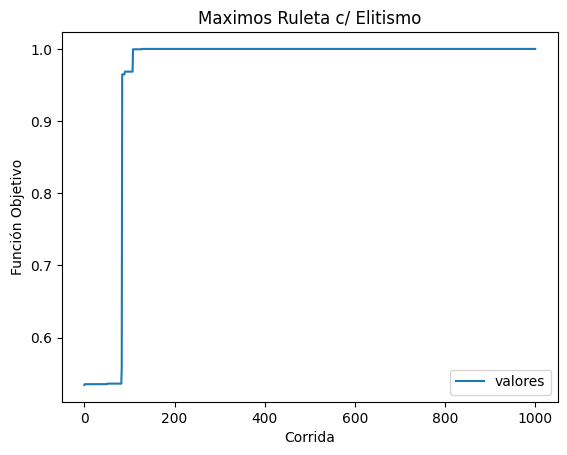 Maximos Ruleta c/ Elitismo
1.0
0.9
0.8
0.7
0.6
Función Objetivo
valores
0
200
400
600
800
1000
Corrida